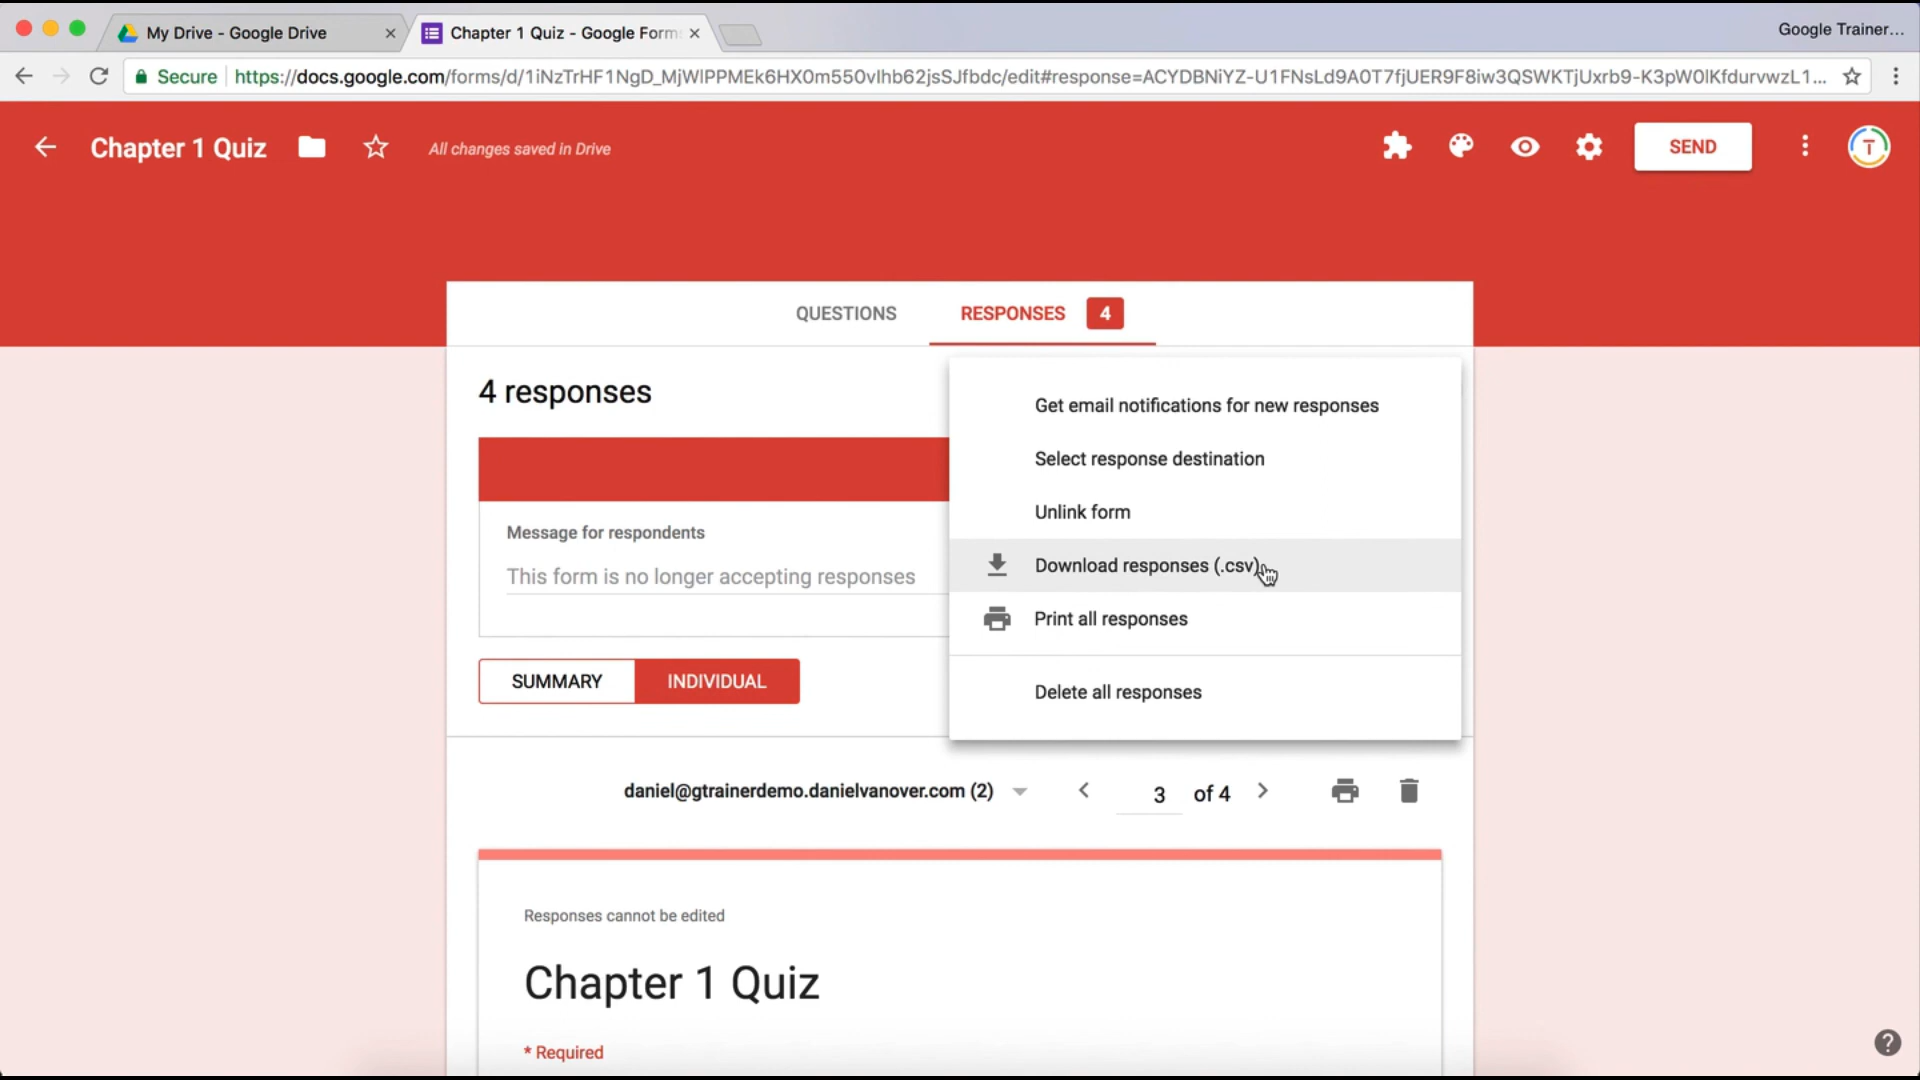 My Drive - Google Drive
Chapter 1 Quiz - Google Form
Google Trainer...
Secure https://docs.google.com/forms/d/1iNzTrHF1NgD_MjWlPPMEk6HX0m550vlhb62jsSJfbdc/edit#response=ACYDBNiYZ-U1FNsLd9A0T7fjUER9F8iw3QSWKTjUxrb9-K3pW0lKfdurvwzL1...
Chapter 1 Quiz
All changes saved in Drive
SEND
T
QUESTIONS
RESPONSES 4
4 responses
Get email notifications for new responses
Select response destination
Unlink form
Download responses (.csv)
Print all responses
Delete all responses
Message for respondents
This form is no longer accepting responses
SUMMARY
INDIVIDUAL
daniel@gtrainerdemo.danielvanover.com (2)
3 of 4
Responses cannot be edited
Chapter 1 Quiz
* Required
?